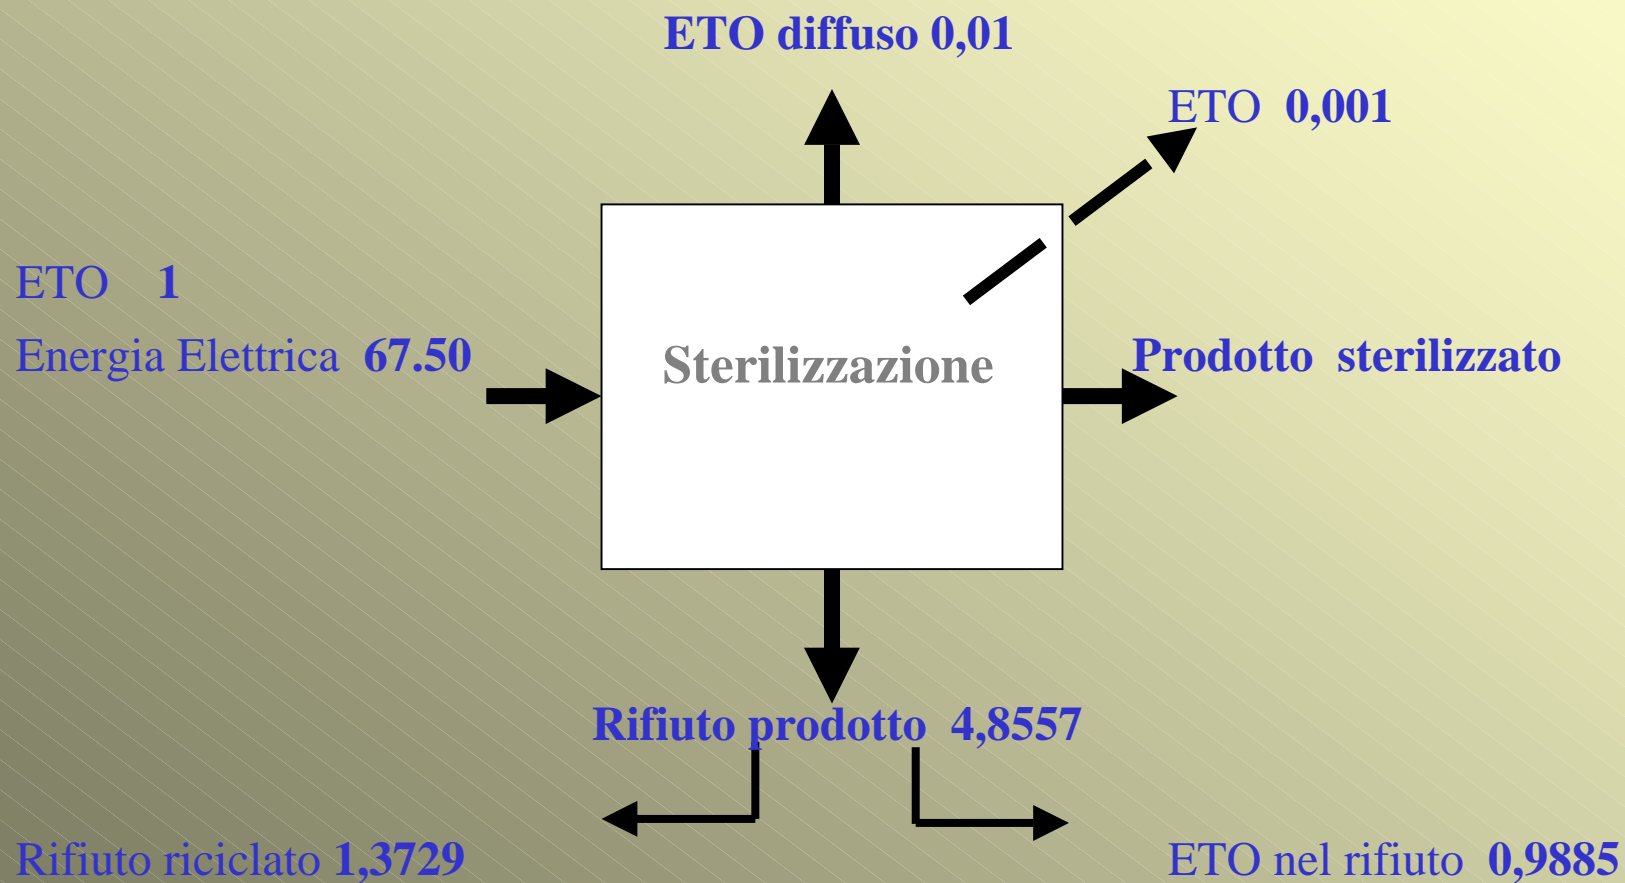 ETO diffuso 0,01
ETO 0,001
ETO 1
Energia Elettrica 67.50
Sterilizzazione
Prodotto sterilizzato
Rifiuto prodotto 4,8557
Rifiuto riciclato 1,3729
ETO nel rifiuto 0,9885